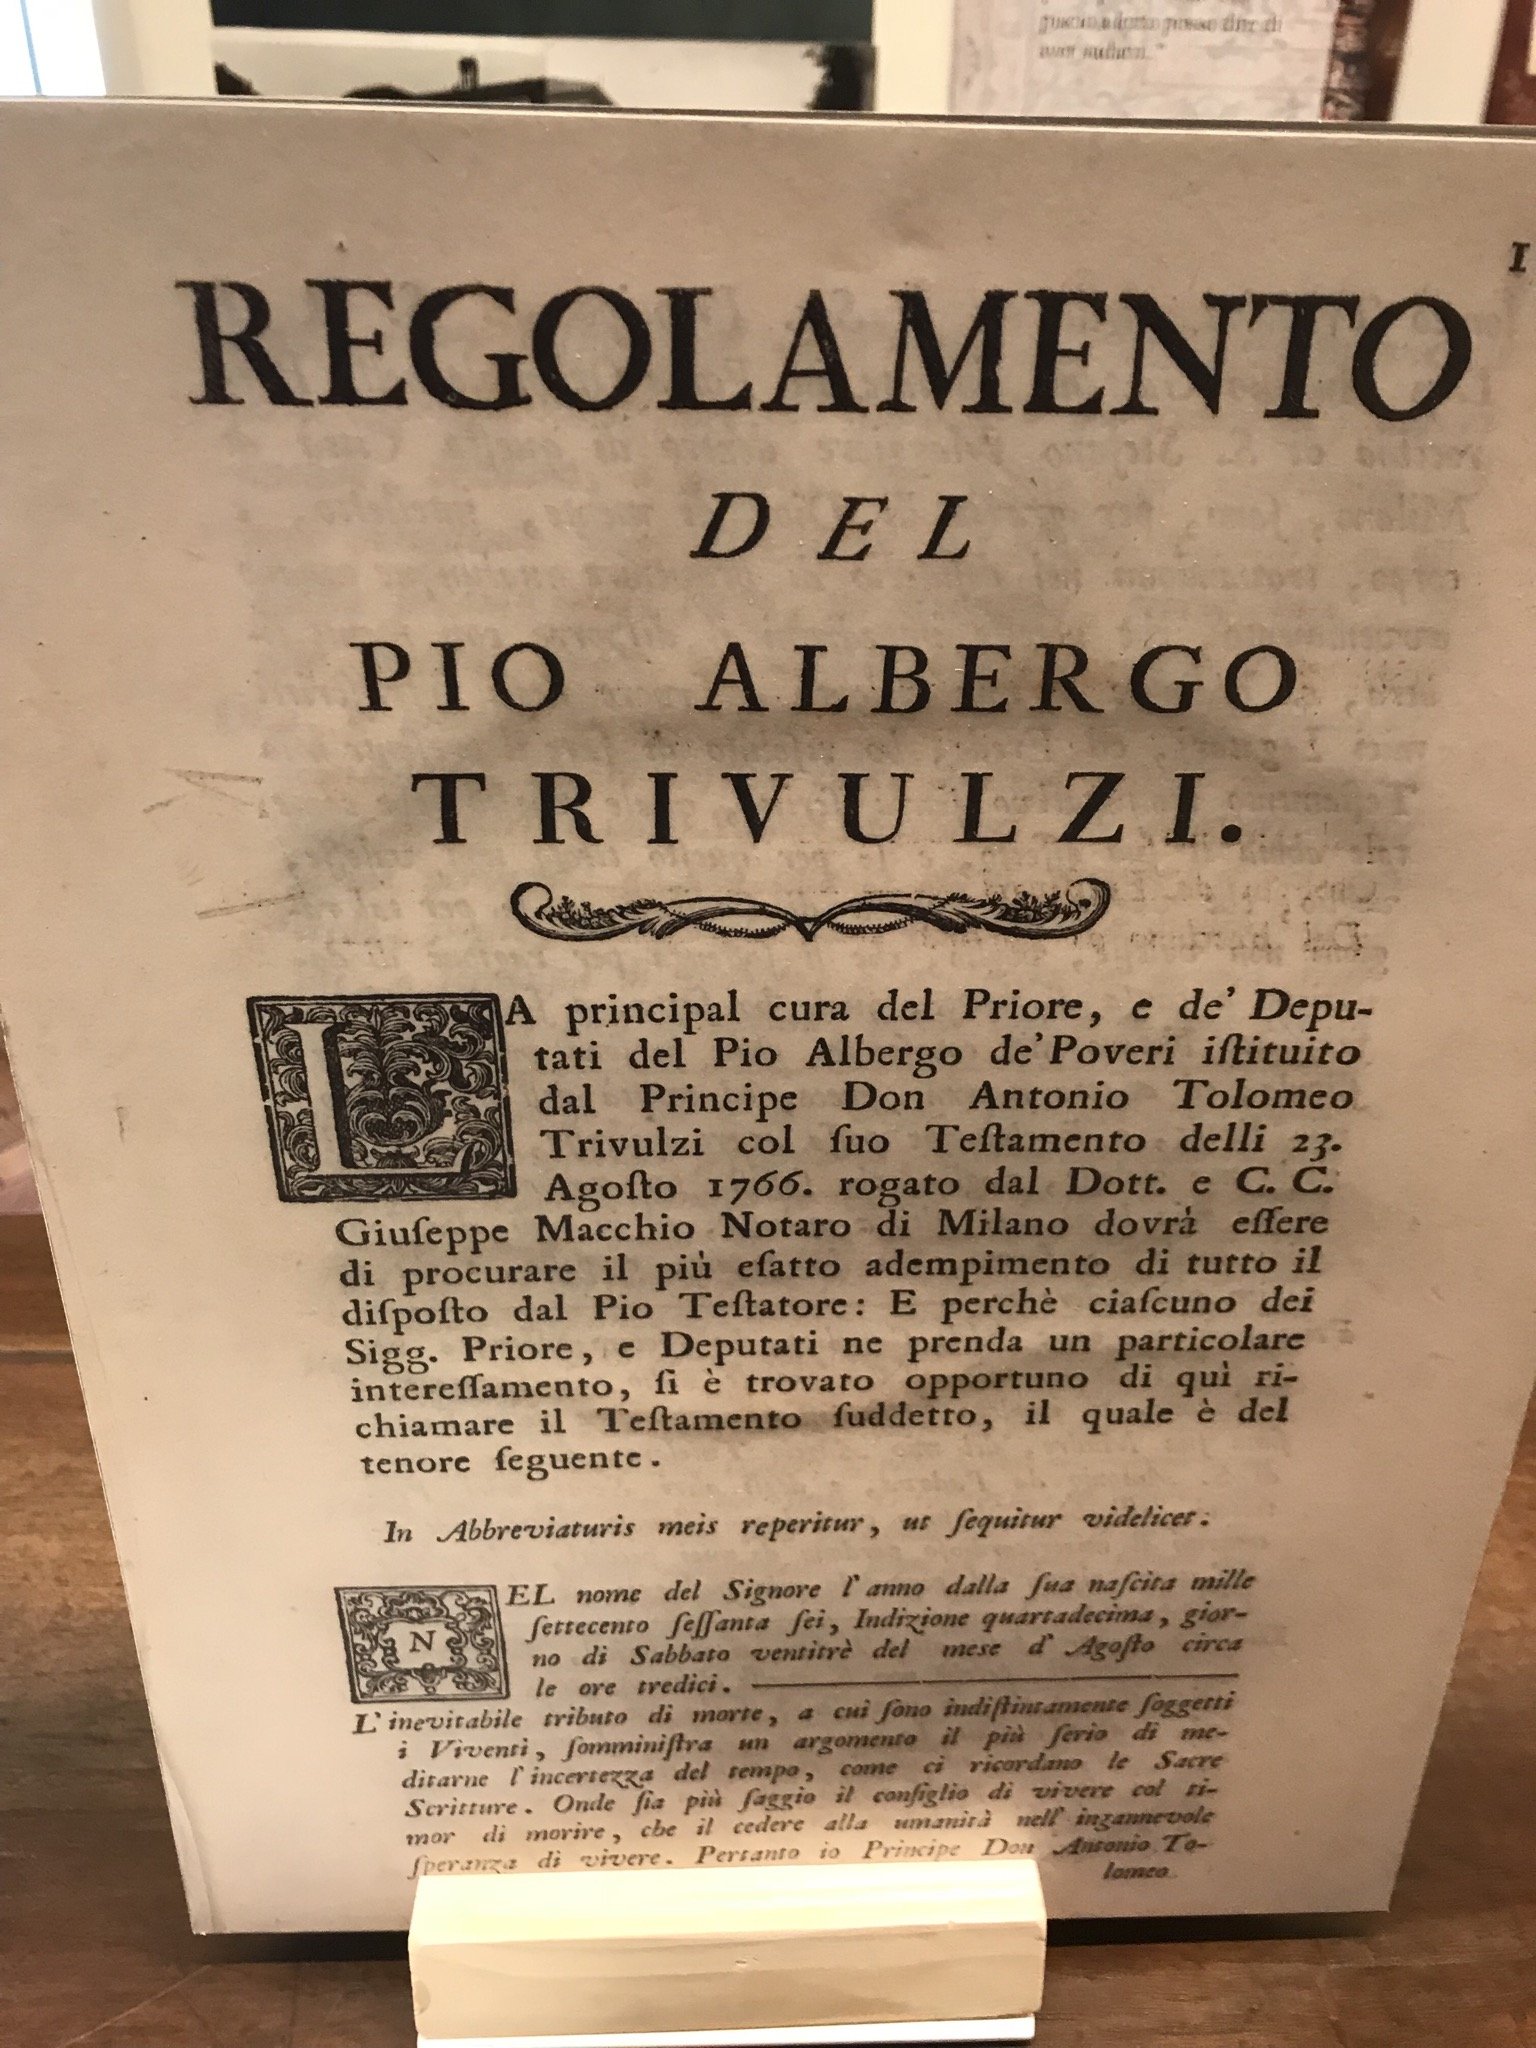 guccio a torto posso dire di
1
REGOLAMENTO
DEL
PIO ALBERGO
TRIVULZI.
LA principal cura del Priore, e de' Depu-
tati del Pio Albergo de' Poveri iſtituito
dal Principe Don Antonio Tolomeo
Trivulzi col ſuo Teſtamento delli 23.
Agoſto 1766. rogato dal Dott. e C. C.
Giuſeppe Macchio Notaro di Milano dovrà eſſere
di procurare il più eſatto adempimento di tutto il
diſpoſto dal Pio Teſtatore: E perchè ciaſcuno dei
Sigg. Priore, e Deputati ne prenda un particolare
intereſſamento, ſi è trovato opportuno di quì ri-
chiamare il Teſtamento ſuddetto, il quale è del
tenore ſeguente.
In Abbreviaturis meis reperitur, ut ſequitur videlicet:
NEL nome del Signore l'anno dalla ſua naſcita mille
ſettecento ſeſſanta ſei, Indizione quartadecima, gior-
no di Sabbato ventitrè del mese d'Agoſto circa
le ore tredici.
L'inevitabile tributo di morte, a cui ſono indiſtintamente ſoggetti
i Viventi, ſomminiſtra un argomento il più ſerio di me-
ditarne l'incertezza del tempo, come ci ricordano le Sacre
Scritture. Onde ſia più ſaggio il conſiglio di vivere col ti-
mor di morire, che il cedere alla umanità nell'ingannevole
ſperanza di vivere. Pertanto io Principe Don Antonio To-
lomeo